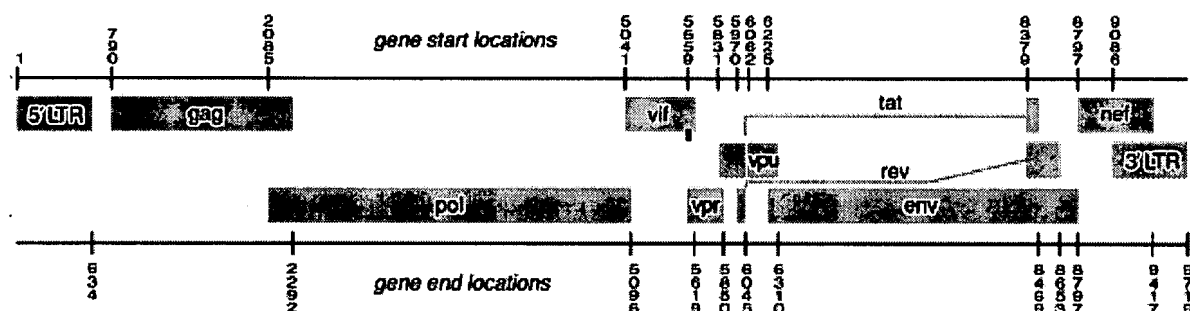 1
790
2085
gene start locations
5041
5559
5831
5970
6062
6225
8379
8797
9086
5' LTR
gag
vif
tat
nef
vpu
rev
3' LTR
pol
vpr
env
634
2292
gene end locations
5096
5619
5850
6045
6310
8469
8653
8797
9417
9719